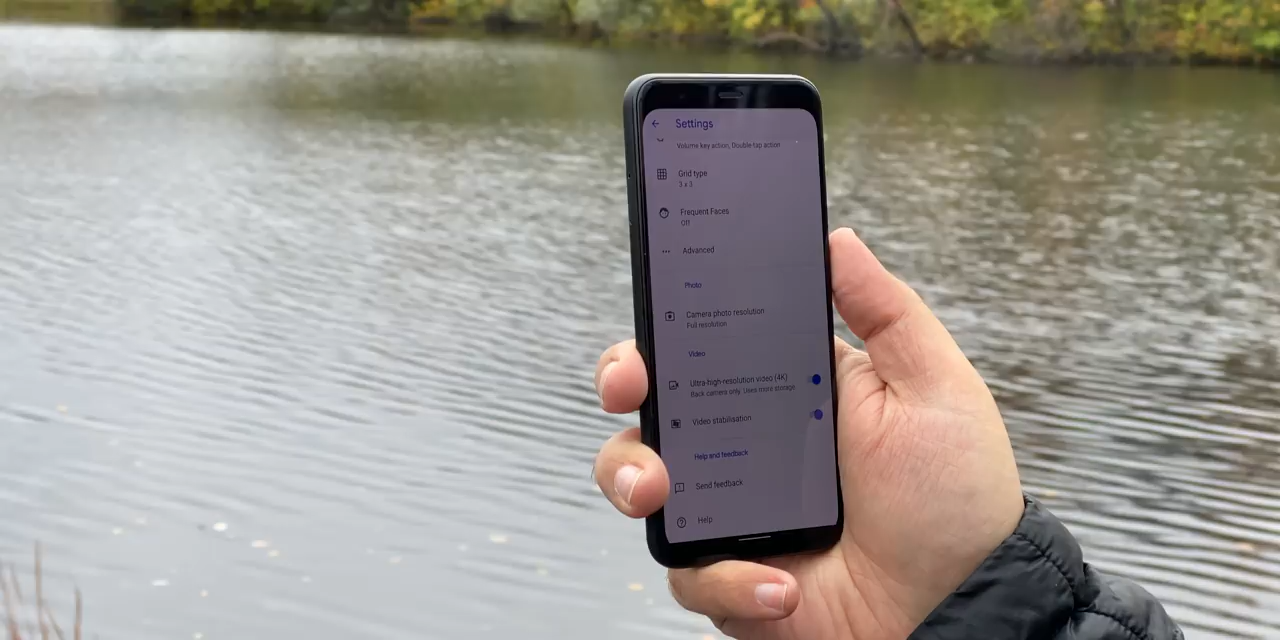 Settings
Volume key action, Double-tap action
Grid type
3 x 3
Frequent Faces
Off
Advanced
Photo
Camera photo resolution
Full resolution
Video
Ultra-high-resolution video (4K)
Back camera only. Uses more storage.
Video stabilisation
Help and feedback
Send feedback
Help